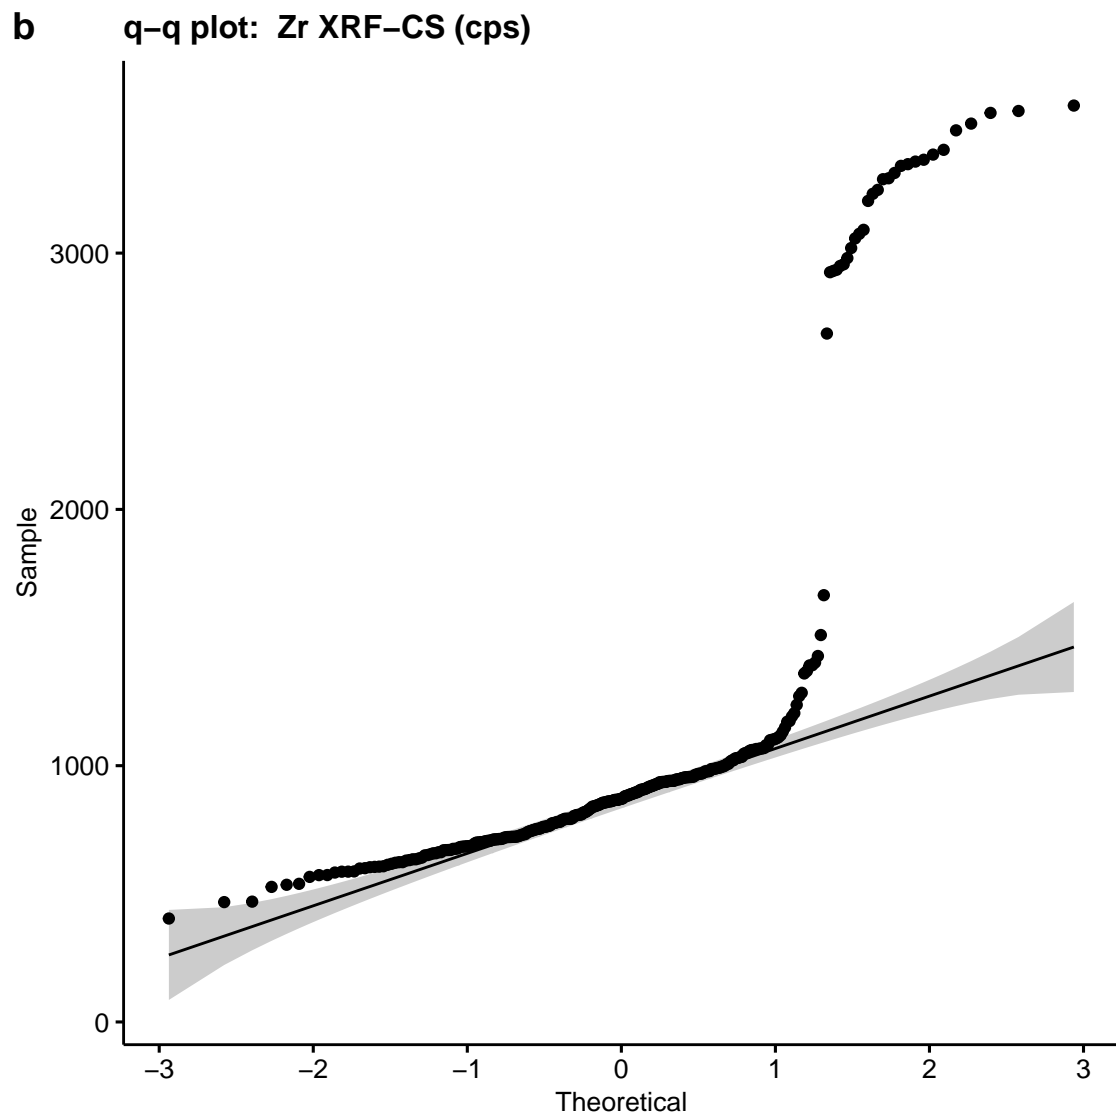 b
q–q plot: Zr XRF–CS (cps)
3000
2000
1000
0
Sample
–3 –2 –1 0 1 2 3
Theoretical